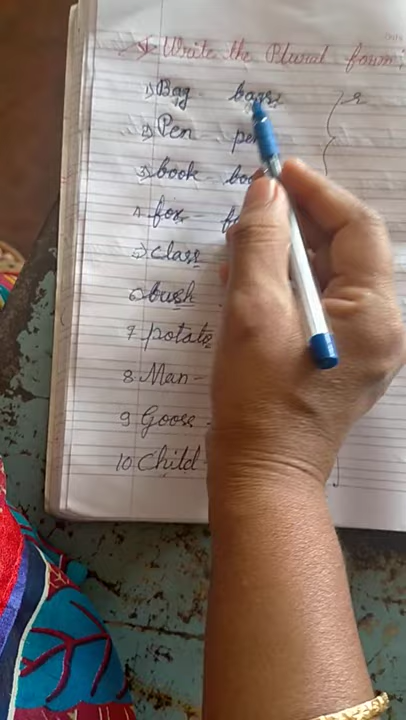 Write the Plural form:
1) Bag - bags s
2) Pen -
3) book -
4) fox -
5) class
6 bush
7 potato
8 Man -
9 Goose -
10 Child -